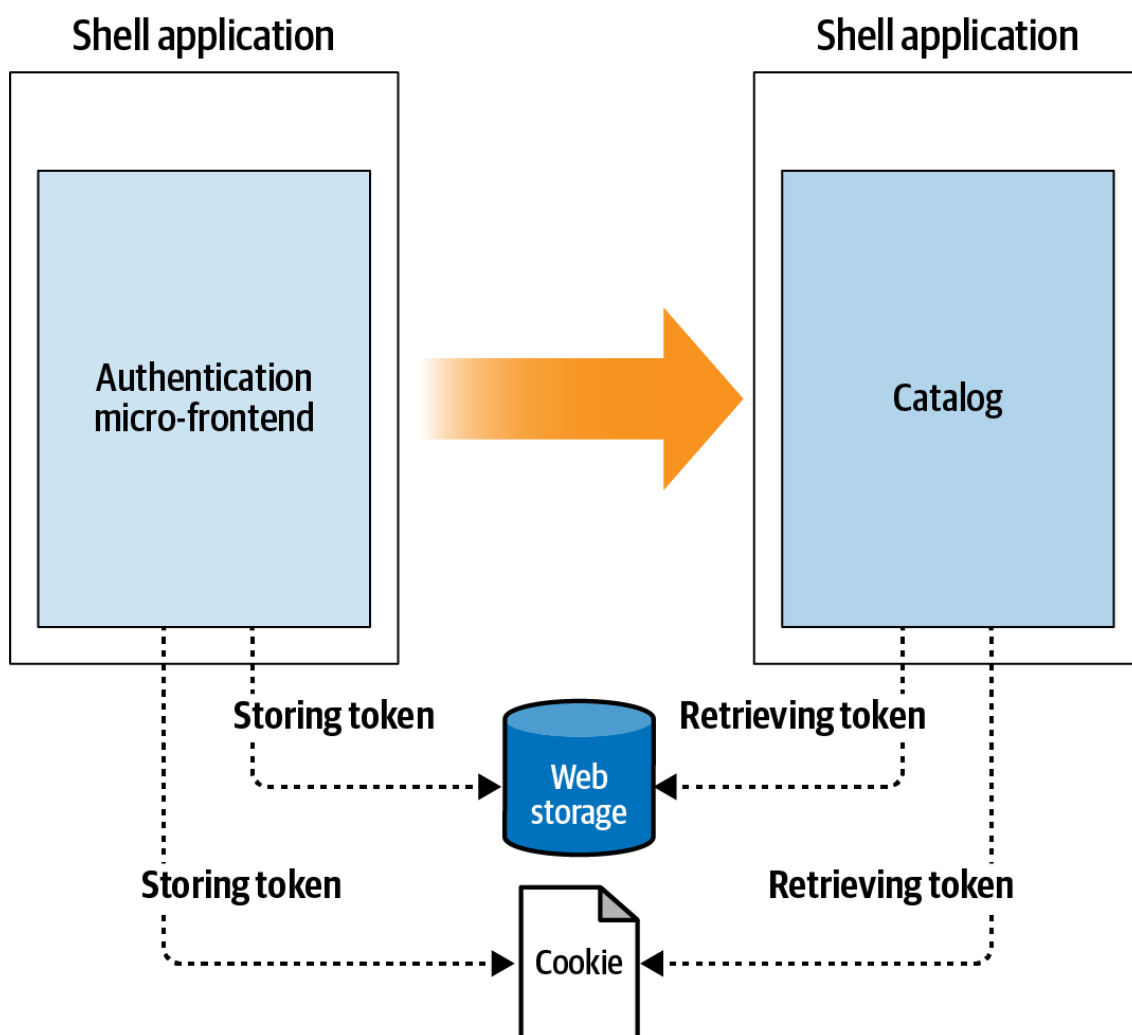 Shell application
Shell application
Authentication
micro-frontend
Catalog
Storing token
Retrieving token
Web
storage
Storing token
Retrieving token
Cookie